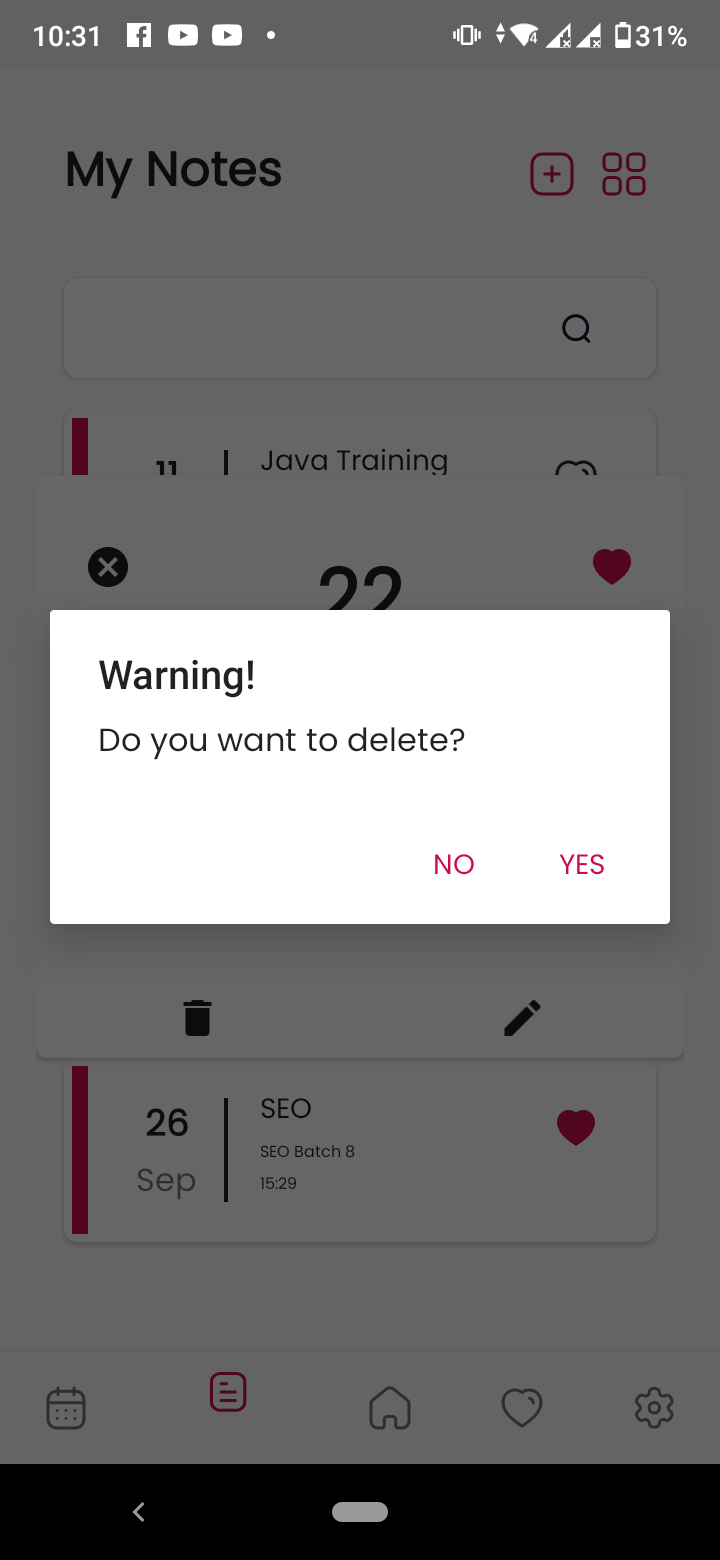 10:31
4
31%
My Notes
11
Java Training
22
Warning!
Do you want to delete?
NO
YES
26
Sep
SEO
SEO Batch 8
15:29